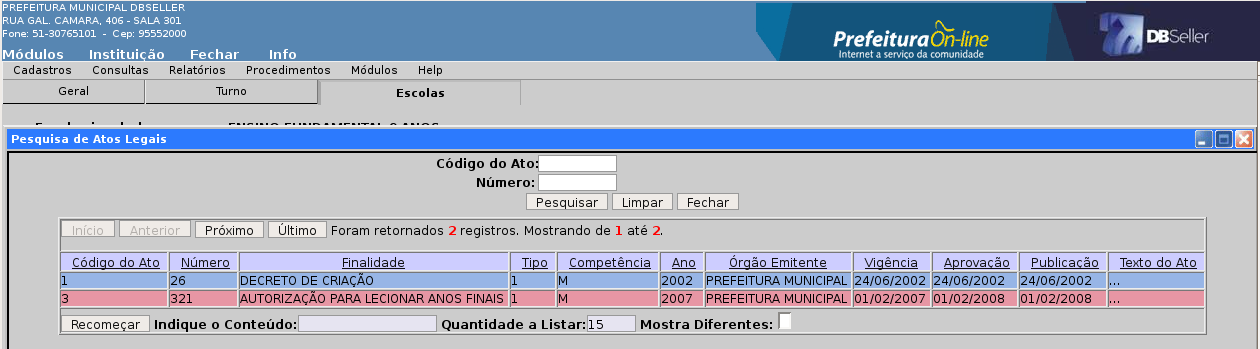 PREFEITURA MUNICIPAL DBSELLER
RUA GAL. CAMARA, 406 - SALA 301
Fone: 51-30765101 - Cep: 95552000
PrefeituraOn-line
Internet a serviço da comunidade
DBSeller
Módulos Instituição Fechar Info
Cadastros Consultas Relatórios Procedimentos Módulos Help
Geral Turno Escolas
ENSINO FUNDAMENTAL 9 ANOS
Pesquisa de Atos Legais
Código do Ato:
Número:
Pesquisar Limpar Fechar
Início Anterior Próximo Último Foram retornados 2 registros. Mostrando de 1 até 2.
Código do Ato Número Finalidade Tipo Competência Ano Órgão Emitente Vigência Aprovação Publicação Texto do Ato
1 26 DECRETO DE CRIAÇÃO 1 M 2002 PREFEITURA MUNICIPAL 24/06/2002 24/06/2002 24/06/2002 ...
3 321 AUTORIZAÇÃO PARA LECIONAR ANOS FINAIS 1 M 2007 PREFEITURA MUNICIPAL 01/02/2007 01/02/2008 01/02/2008 ...
Recomeçar Indique o Conteúdo: Quantidade a Listar: 15 Mostra Diferentes: